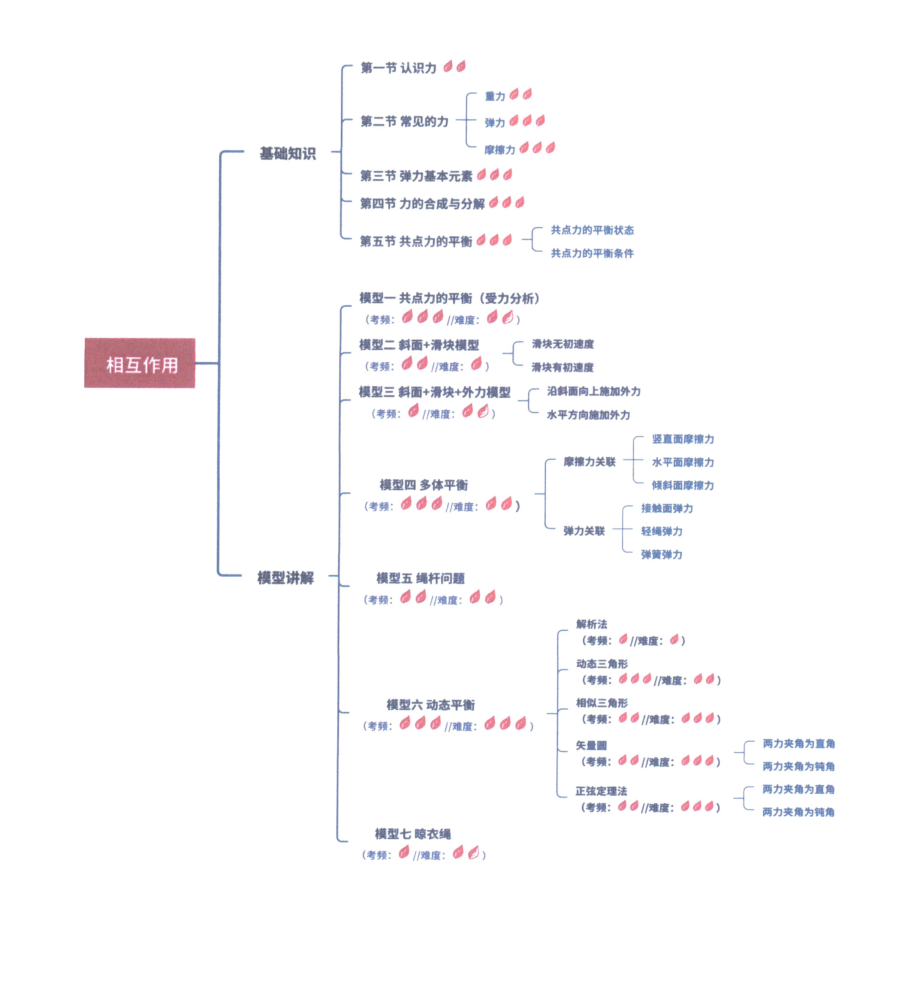 相互作用
基础知识
第一节 认识力
第二节 常见的力
重力
弹力
摩擦力
第三节 弹力基本元素
第四节 力的合成与分解
第五节 共点力的平衡
共点力的平衡状态
共点力的平衡条件
模型讲解
模型一 共点力的平衡（受力分析）
（考频： //难度： ）
模型二 斜面+滑块模型
（考频： //难度： ）
滑块无初速度
滑块有初速度
模型三 斜面+滑块+外力模型
（考频： //难度： ）
沿斜面向上施加外力
水平方向施加外力
模型四 多体平衡
（考频： //难度： ）
摩擦力关联
竖直面摩擦力
水平面摩擦力
倾斜面摩擦力
弹力关联
接触面弹力
轻绳弹力
弹簧弹力
模型五 绳杆问题
（考频： //难度： ）
模型六 动态平衡
（考频： //难度： ）
解析法
（考频： //难度： ）
动态三角形
（考频： //难度： ）
相似三角形
（考频： //难度： ）
矢量圆
（考频： //难度： ）
两力夹角为直角
两力夹角为钝角
正弦定理法
（考频： //难度： ）
两力夹角为直角
两力夹角为钝角
模型七 晾衣绳
（考频： //难度： ）